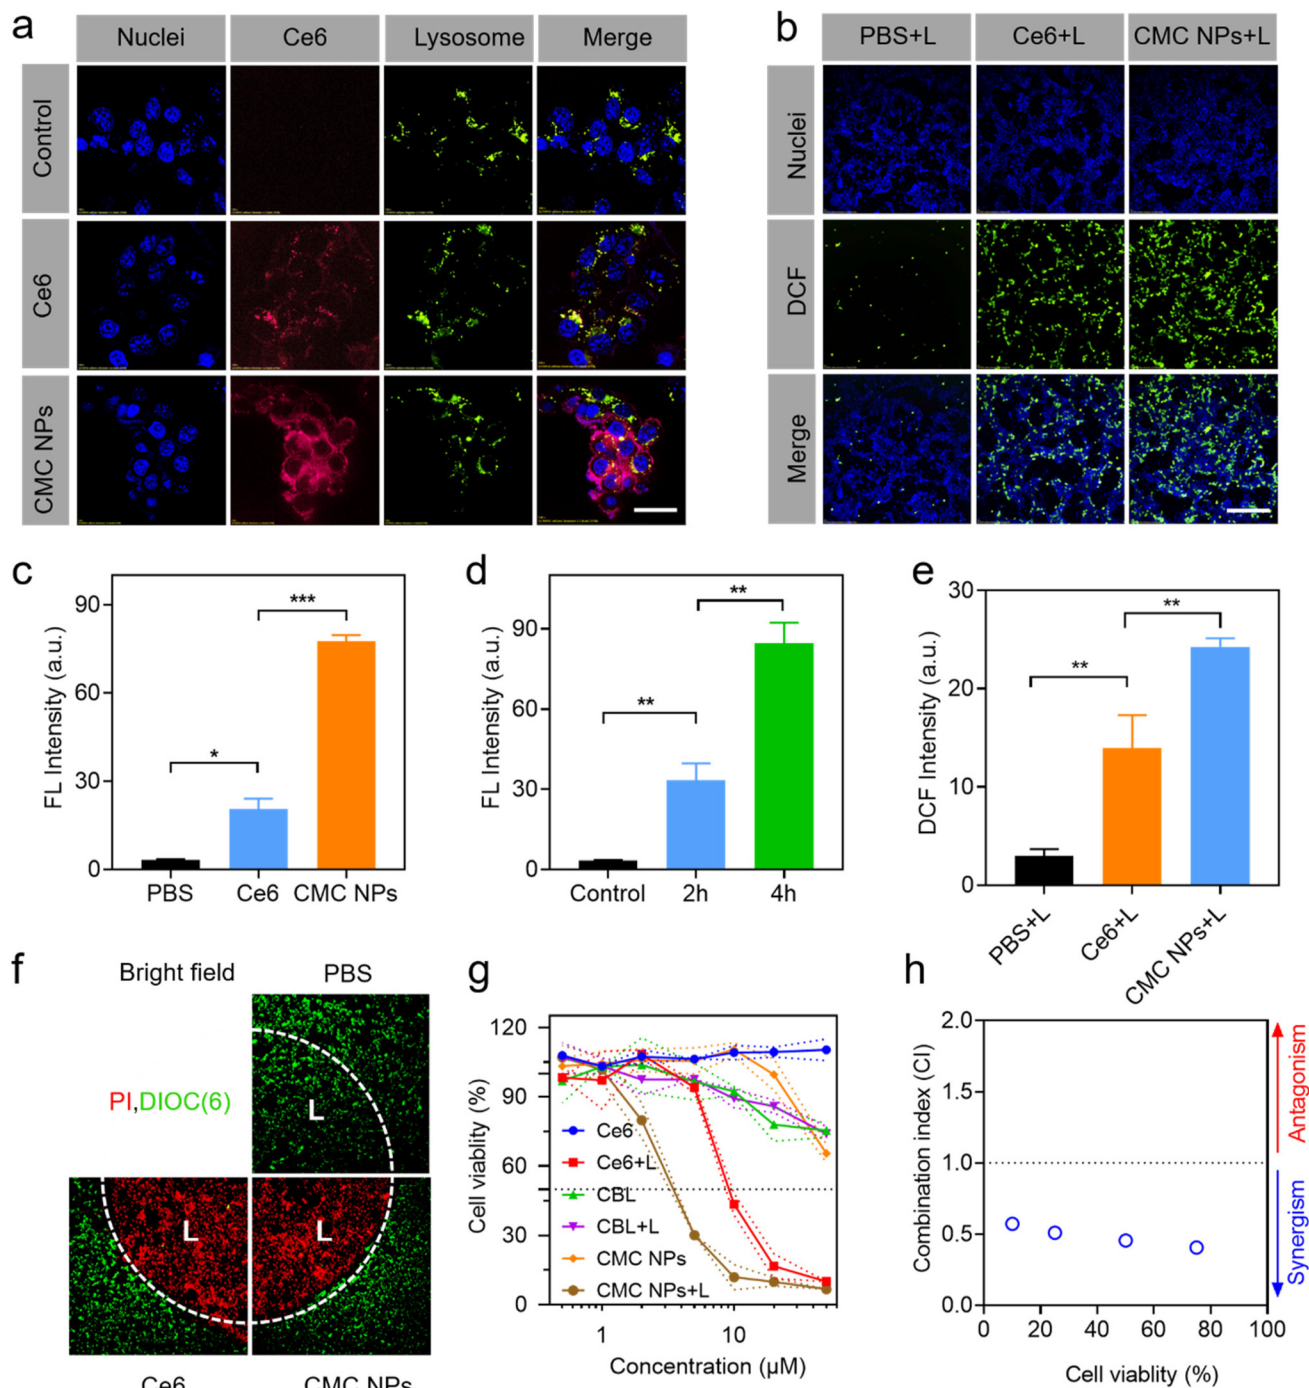 a
Nuclei Ce6 Lysosome Merge
Control
Ce6
CMC NPs
b
PBS+L Ce6+L CMC NPs+L
Nuclei
DCF
Merge
c
FL Intensity (a.u.)
90
60
30
0
*
***
PBS Ce6 CMC NPs
d
FL Intensity (a.u.)
90
60
30
0
**
**
Control 2h 4h
e
DCF Intensity (a.u.)
30
20
10
0
**
**
PBS+L
Ce6+L
CMC NPs+L
f
Bright field PBS
PI,DIOC(6)
L
L
L
Ce6 CMC NPs
g
Cell viablity (%)
120
90
60
30
0
Ce6
Ce6+L
CBL
CBL+L
CMC NPs
CMC NPs+L
1 10
Concentration (μM)
h
Combination index (CI)
2.0
1.5
1.0
0.5
0.0
0 20 40 60 80 100
Cell viablity (%)
Antagonism
Synergism